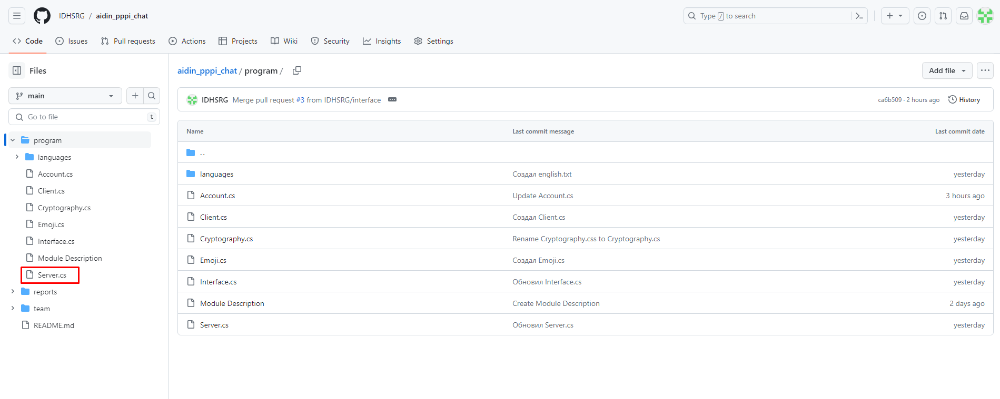 IDHSRG / aidin_pppi_chat
Type / to search
Code Issues Pull requests Actions Projects Wiki Security Insights Settings
Files
main
Go to file t
program
languages
Account.cs
Client.cs
Cryptography.cs
Emoji.cs
Interface.cs
Module Description
Server.cs
reports
team
README.md
aidin_pppi_chat / program /
Add file
IDHSRG Merge pull request #3 from IDHSRG/interface
ca6b509 · 2 hours ago History
Name Last commit message Last commit date
..
languages Создал english.txt yesterday
Account.cs Update Account.cs 3 hours ago
Client.cs Создал Client.cs yesterday
Cryptography.cs Rename Cryptography.css to Cryptography.cs yesterday
Emoji.cs Создал Emoji.cs yesterday
Interface.cs Обновил Interface.cs yesterday
Module Description Create Module Description 2 days ago
Server.cs Обновил Server.cs yesterday